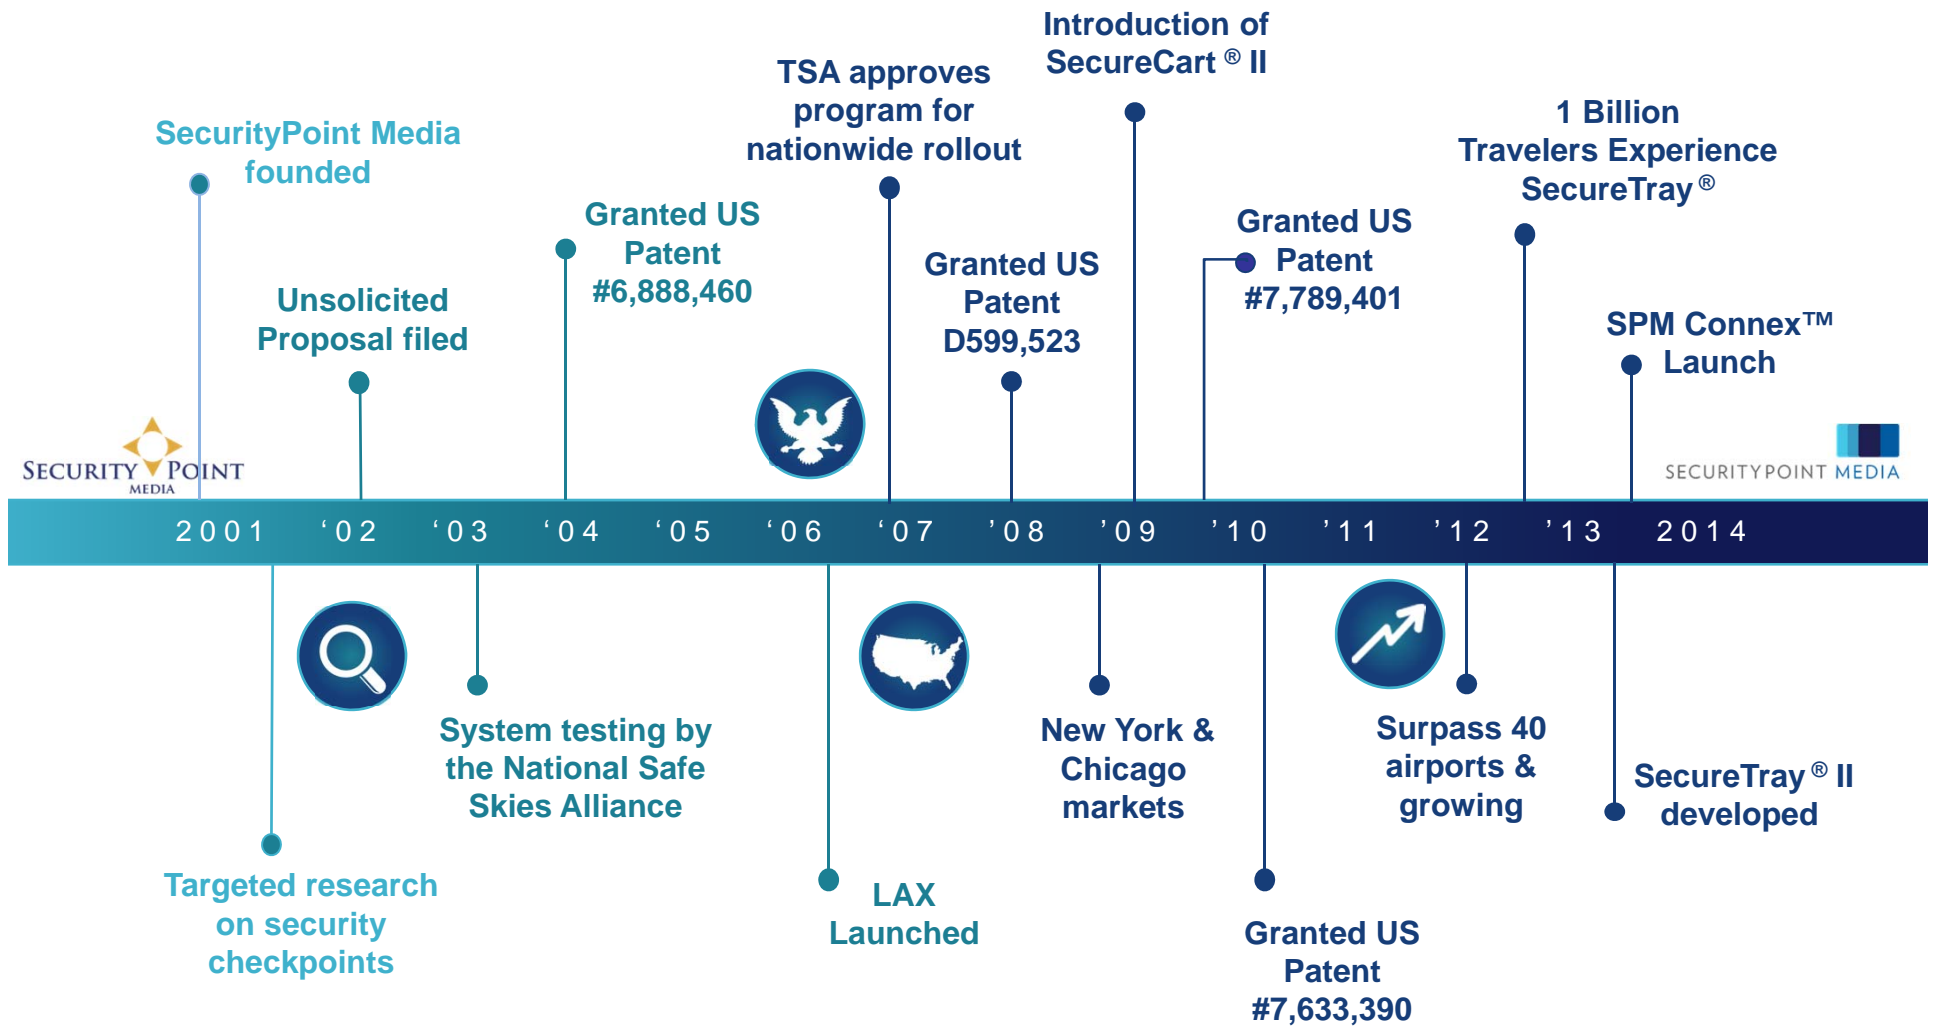 Introduction of
SecureCart ® II
TSA approves
program for
nationwide rollout
1 Billion
Travelers Experience
SecureTray ®
SecurityPoint Media
founded
Granted US
Patent
#6,888,460
Granted US
Patent
#7,789,401
Granted US
Patent
D599,523
Unsolicited
Proposal filed
SPM Connex™
Launch
SECURITY POINT
MEDIA
SECURITYPOINT MEDIA
2001 ‘02 ‘03 ‘04 ‘05 ‘06 ‘07 ’08 ’09 ’10 ’11 ’12 ’13 2014
System testing by
the National Safe
Skies Alliance
New York &
Chicago
markets
Surpass 40
airports &
growing
SecureTray ® II
developed
Targeted research
on security
checkpoints
LAX
Launched
Granted US
Patent
#7,633,390